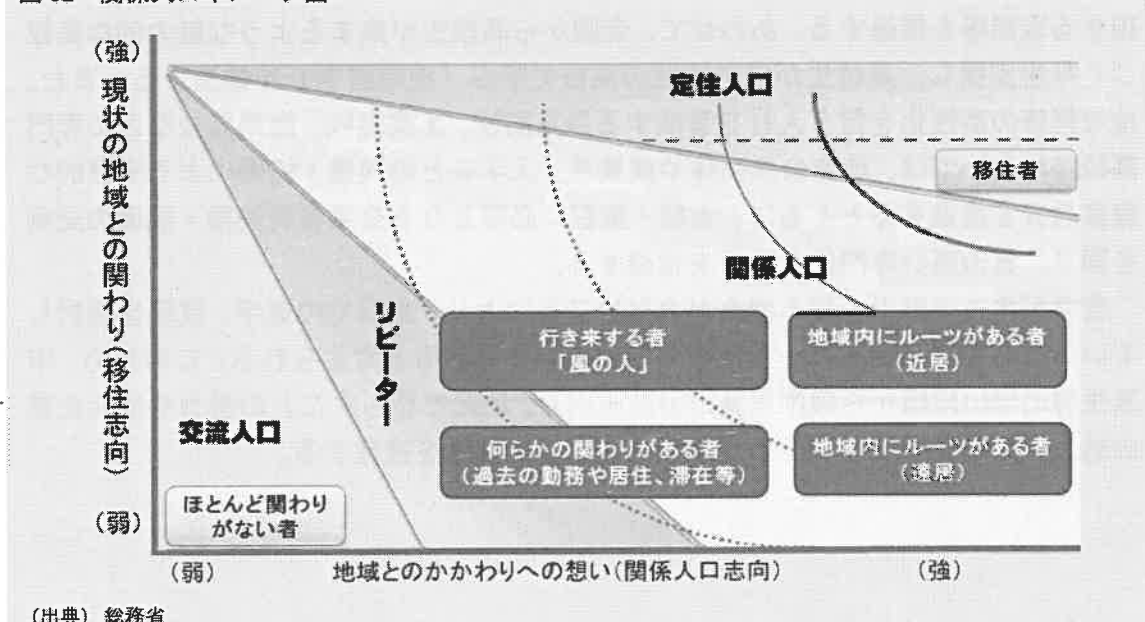 (強)
現状の地域との関わり(移住志向)
(弱)
定住人口
移住者
関係人口
リピーター
行き来する者
「風の人」
地域内にルーツがある者
(近居)
交流人口
何らかの関わりがある者
(過去の勤務や居住、滞在等)
地域内にルーツがある者
(遠居)
ほとんど関わり
がない者
(弱)
地域とのかかわりへの想い(関係人口志向)
(強)
(出典) 総務省